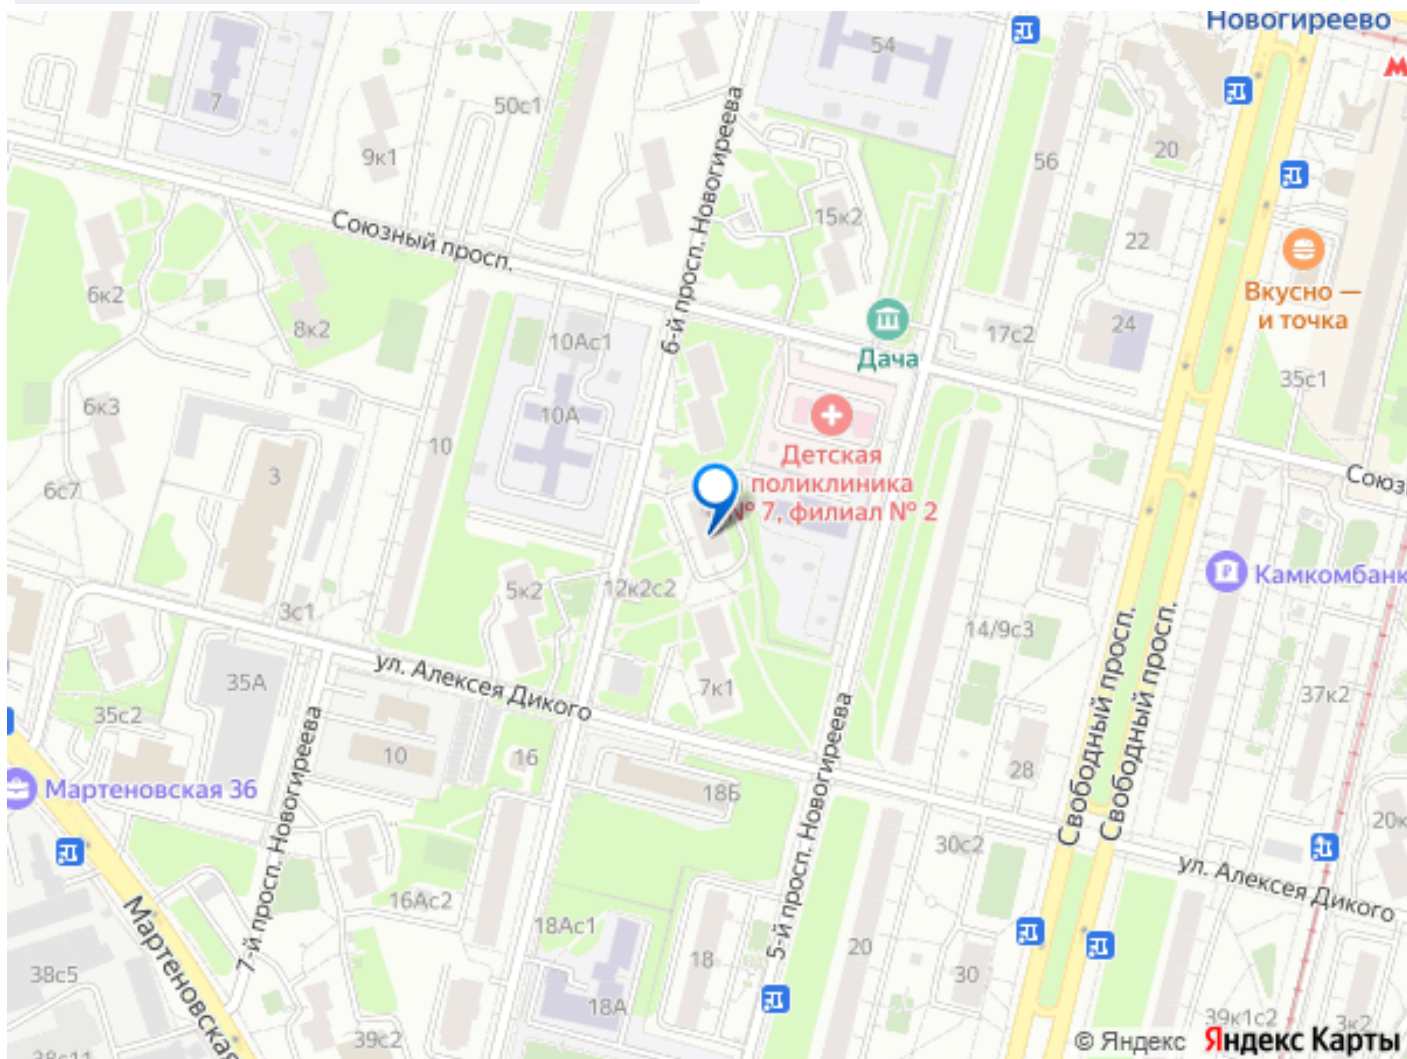 Новогиреево
54
7
50с1
9к1
56
20
6-й просп. Новогиреева
Союзный просп.
15к2
22
Вкусно —
и точка
6к2
8к2
10Ас1
Дача
17с2
24
35с1
6к3
10А
10
Детская
поликлиника
№ 7, филиал № 2
3
6с7
Союз
5к2
12к2с2
Камкомбанк
3с1
14/9с3
ул. Алексея Дикого
35А
7к1
37к2
35с2
5-й просп. Новогиреева
Свободный просп.
Свободный просп.
10
16
28
Мартеновская 36
18Б
7-й просп. Новогиреева
20к
30с2
ул. Алексея Дикого
16Ас2
18Ас1
Мартеновская
38с5
18
20
30
18А
39с2
39к1с2
3к2
38с11
© Яндекс Яндекс Карты